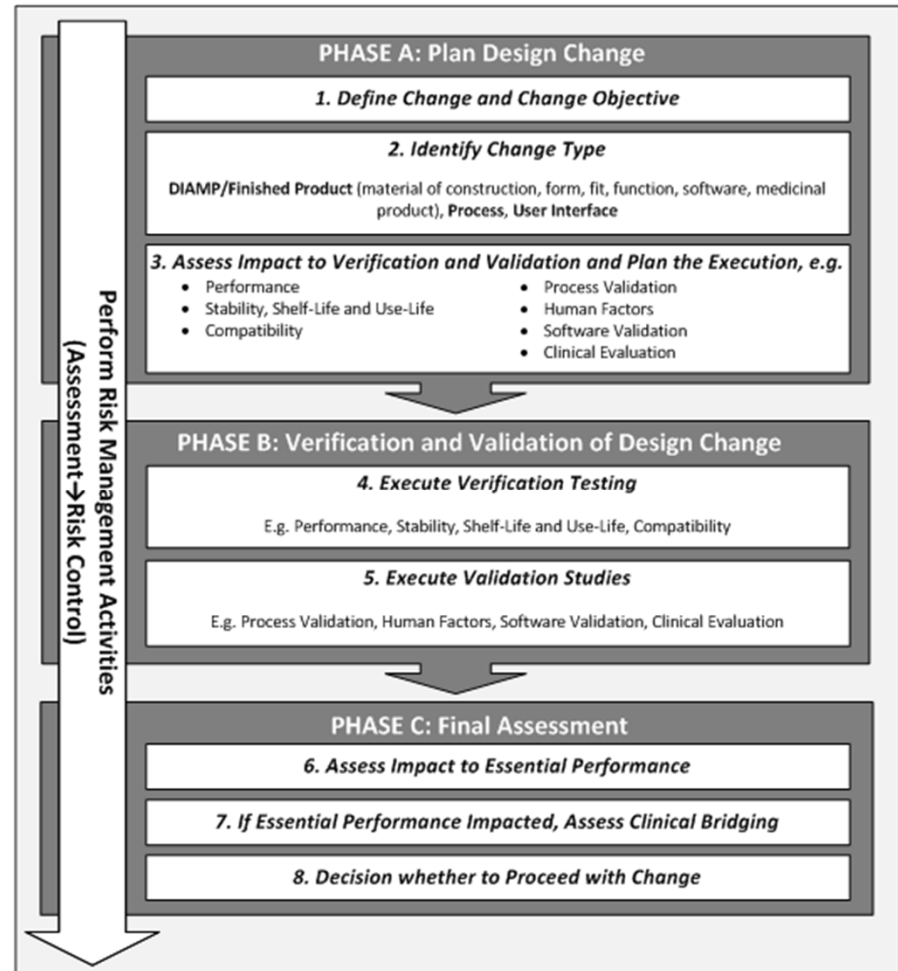 Perform Risk Management Activities
(Assessment→Risk Control)
PHASE A: Plan Design Change
1. Define Change and Change Objective
2. Identify Change Type
DIAMP/Finished Product (material of construction, form, fit, function, software, medicinal
product), Process, User Interface
3. Assess Impact to Verification and Validation and Plan the Execution, e.g.
• Performance
• Stability, Shelf-Life and Use-Life
• Compatibility
• Process Validation
• Human Factors
• Software Validation
• Clinical Evaluation
PHASE B: Verification and Validation of Design Change
4. Execute Verification Testing
E.g. Performance, Stability, Shelf-Life and Use-Life, Compatibility
5. Execute Validation Studies
E.g. Process Validation, Human Factors, Software Validation, Clinical Evaluation
PHASE C: Final Assessment
6. Assess Impact to Essential Performance
7. If Essential Performance Impacted, Assess Clinical Bridging
8. Decision whether to Proceed with Change